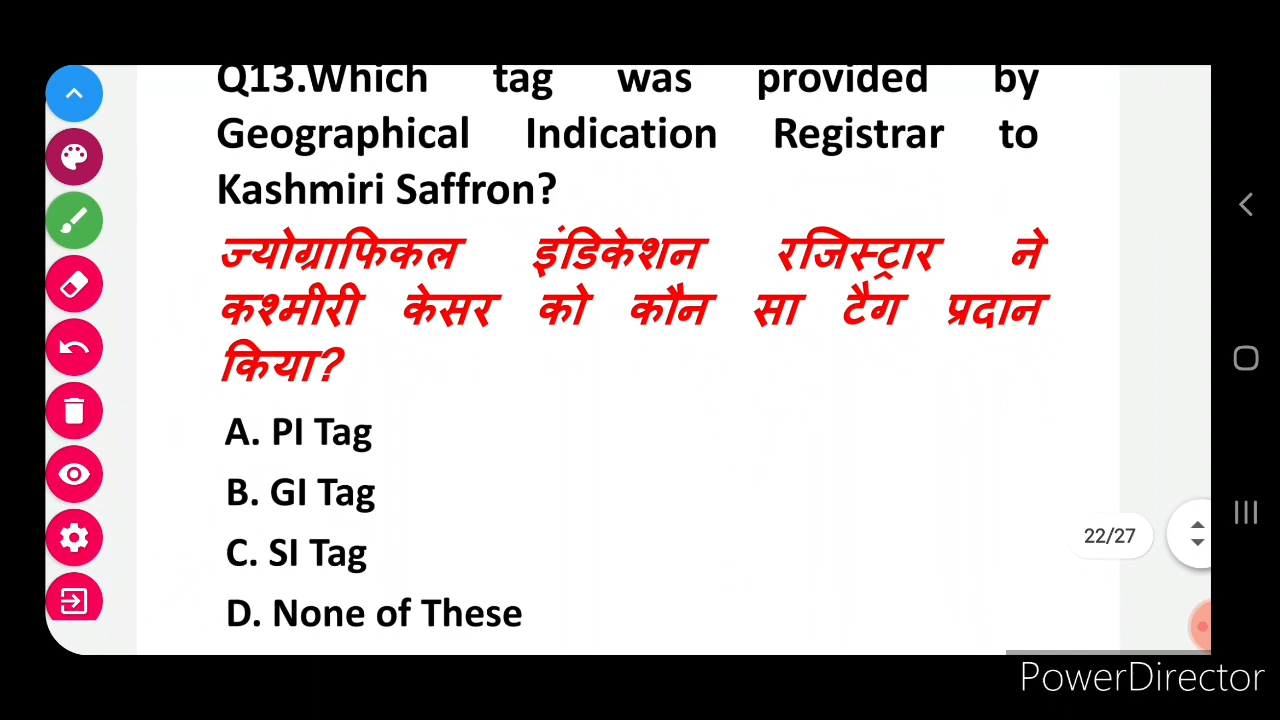 Q13.Which tag was provided by
Geographical Indication Registrar to
Kashmiri Saffron?
ज्योग्राफिकल इंडिकेशन रजिस्ट्रार ने
कश्मीरी केसर को कौन सा टैग प्रदान
किया?
A. PI Tag
B. GI Tag
C. SI Tag
D. None of These
22/27
PowerDirector